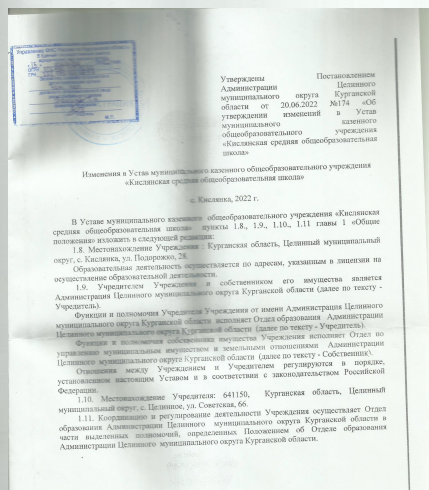 Утверждены Постановлением
Администрации Целинного
муниципального округа Курганской
области от 20.06.2022 №174 «Об
утверждении изменений в Устав
муниципального казенного
общеобразовательного учреждения
«Кислянская средняя общеобразовательная
школа»
Изменения в Устав муниципального казенного общеобразовательного учреждения
«Кислянская средняя общеобразовательная школа»
с. Кислянка, 2022 г.
В Уставе муниципального казенного общеобразовательного учреждения «Кислянская
средняя общеобразовательная школа» пункты 1.8., 1.9., 1.10., 1.11 главы 1 «Общие
положения» изложить в следующей редакции:
1.8. Местонахождение Учреждения : Курганская область, Целинный муниципальный
округ, с. Кислянка, ул. Подорожко, 28.
Образовательная деятельность осуществляется по адресам, указанным в лицензии на
осуществление образовательной деятельности.
1.9. Учредителем Учреждения и собственником его имущества является
Администрация Целинного муниципального округа Курганской области (далее по тексту -
Учредитель).
Функции и полномочия Учредителя Учреждения от имени Администрации Целинного
муниципального округа Курганской области исполняет Отдел образования Администрации
Целинного муниципального округа Курганской области (далее по тексту - Учредитель).
Функции и полномочия собственника имущества Учреждения исполняет Отдел по
управлению муниципальным имуществом и земельными отношениями Администрации
Целинного муниципального округа Курганской области (далее по тексту - Собственник).
Отношения между Учреждением и Учредителем регулируются в порядке,
установленном настоящим Уставом и в соответствии с законодательством Российской
Федерации.
1.10. Местонахождение Учредителя: 641150, Курганская область, Целинный
муниципальный округ, с. Целинное, ул. Советская, 66.
1.11. Координацию и регулирование деятельности Учреждения осуществляет Отдел
образования Администрации Целинного муниципального округа Курганской области в
части выделенных полномочий, определенных Положением об Отделе образования
Администрации Целинного муниципального округа Курганской области.